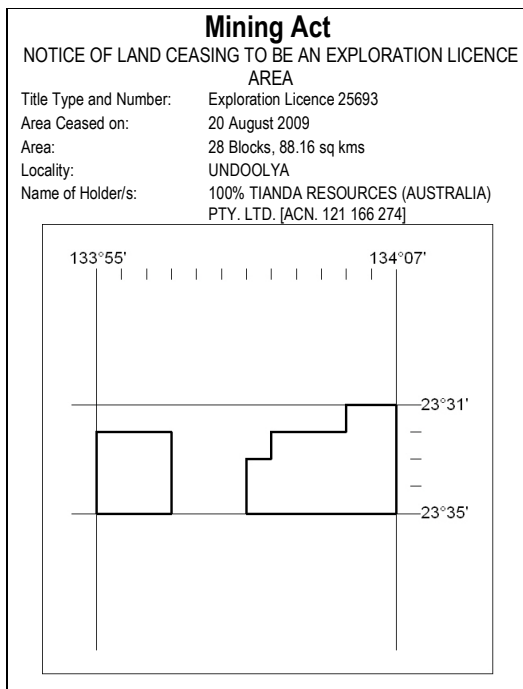 Mining Act
NOTICE OF LAND CEASING TO BE AN EXPLORATION LICENCE
AREA
Title Type and Number: Exploration Licence 25693
Area Ceased on: 20 August 2009
Area: 28 Blocks, 88.16 sq kms
Locality: UNDOOLYA
Name of Holder/s: 100% TIANDA RESOURCES (AUSTRALIA)
PTY. LTD. [ACN. 121 166 274]
133°55' 134°07'
23°31'
23°35'